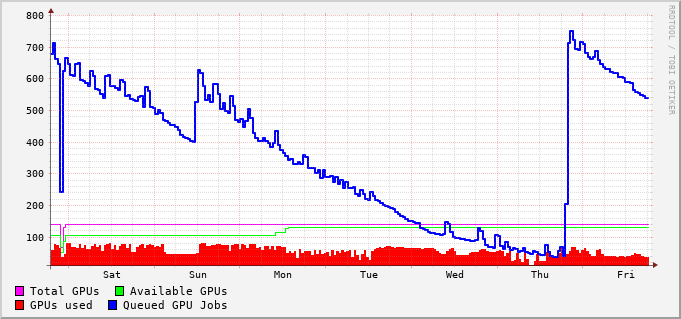 800
700
600
500
400
300
200
100
Sat Sun Mon Tue Wed Thu Fri
RRDTOOL / TOBI OETIKER
Total GPUs Available GPUs
GPUs used Queued GPU Jobs